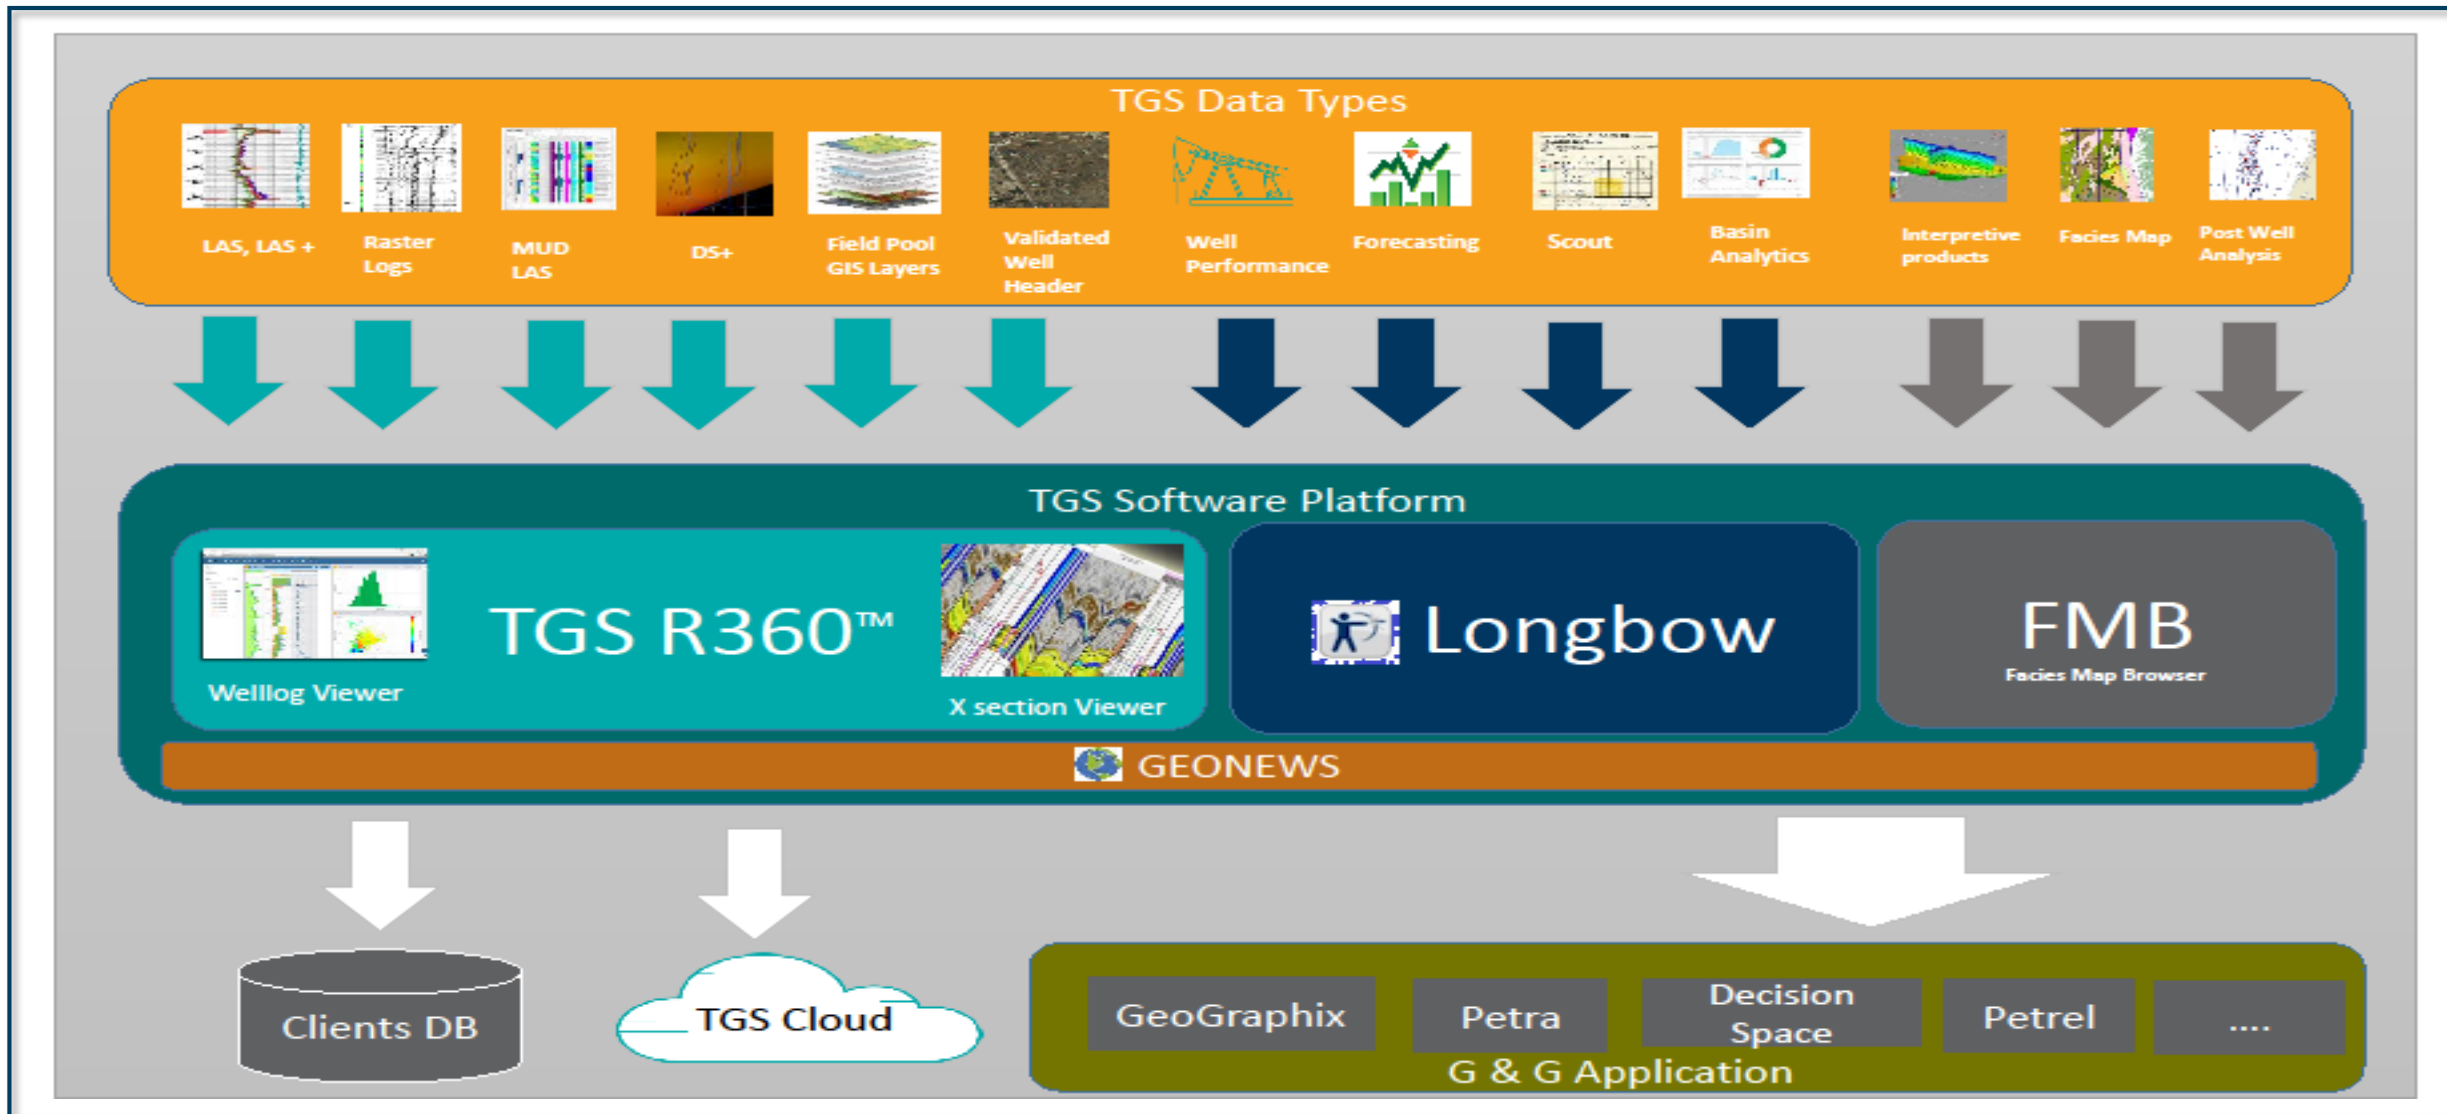 TGS Data Types
LAS, LAS +
Raster
Logs
MUD
LAS
DS+
Field Pool
GIS Layers
Validated
Well
Header
Well
Performance
Forecasting
Scout
Basin
Analytics
Interpretive
products
Facies Map
Post Well
Analysis
TGS Software Platform
TGS R360™
Welllog Viewer
X section Viewer
Longbow
FMB
Facies Map Browser
GEONEWS
Clients DB
TGS Cloud
GeoGraphix
Petra
Decision
Space
Petrel
....
G & G Application